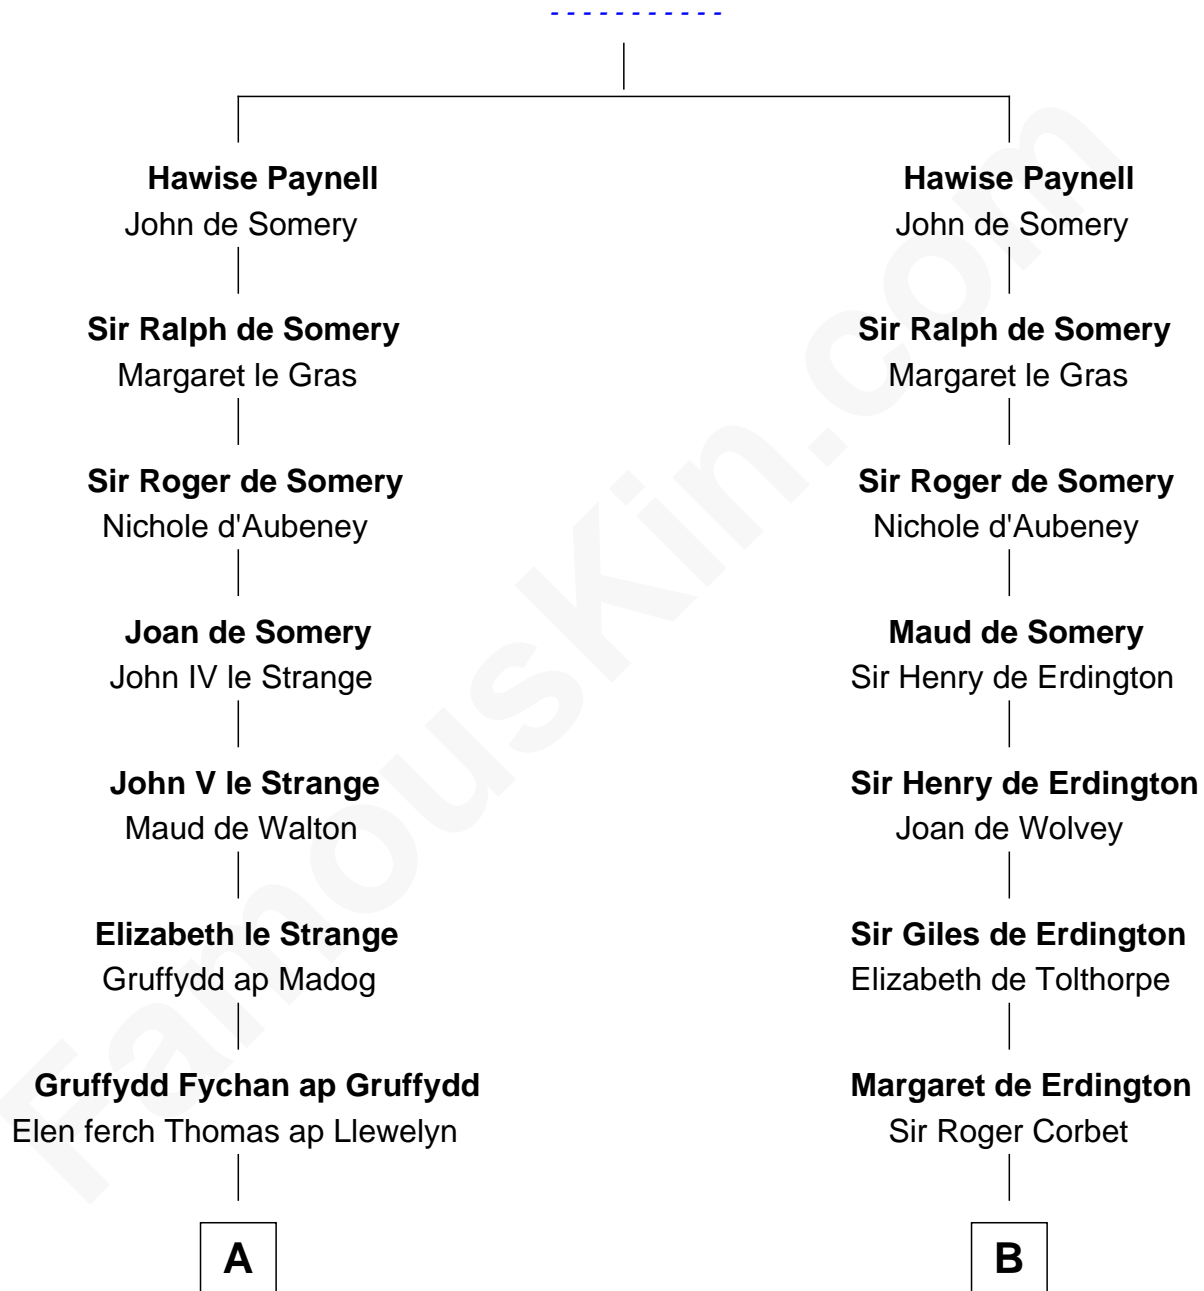 - - - - - - - - - - -
Hawise Paynell
John de Somery
Sir Ralph de Somery
Margaret le Gras
Sir Roger de Somery
Nichole d'Aubeney
Joan de Somery
John IV le Strange
John V le Strange
Maud de Walton
Elizabeth le Strange
Gruffydd ap Madog
Gruffydd Fychan ap Gruffydd
Elen ferch Thomas ap Llewelyn
A
Hawise Paynell
John de Somery
Sir Ralph de Somery
Margaret le Gras
Sir Roger de Somery
Nichole d'Aubeney
Maud de Somery
Sir Henry de Erdington
Sir Henry de Erdington
Joan de Wolvey
Sir Giles de Erdington
Elizabeth de Tolthorpe
Margaret de Erdington
Sir Roger Corbet
B
FamousKin.com